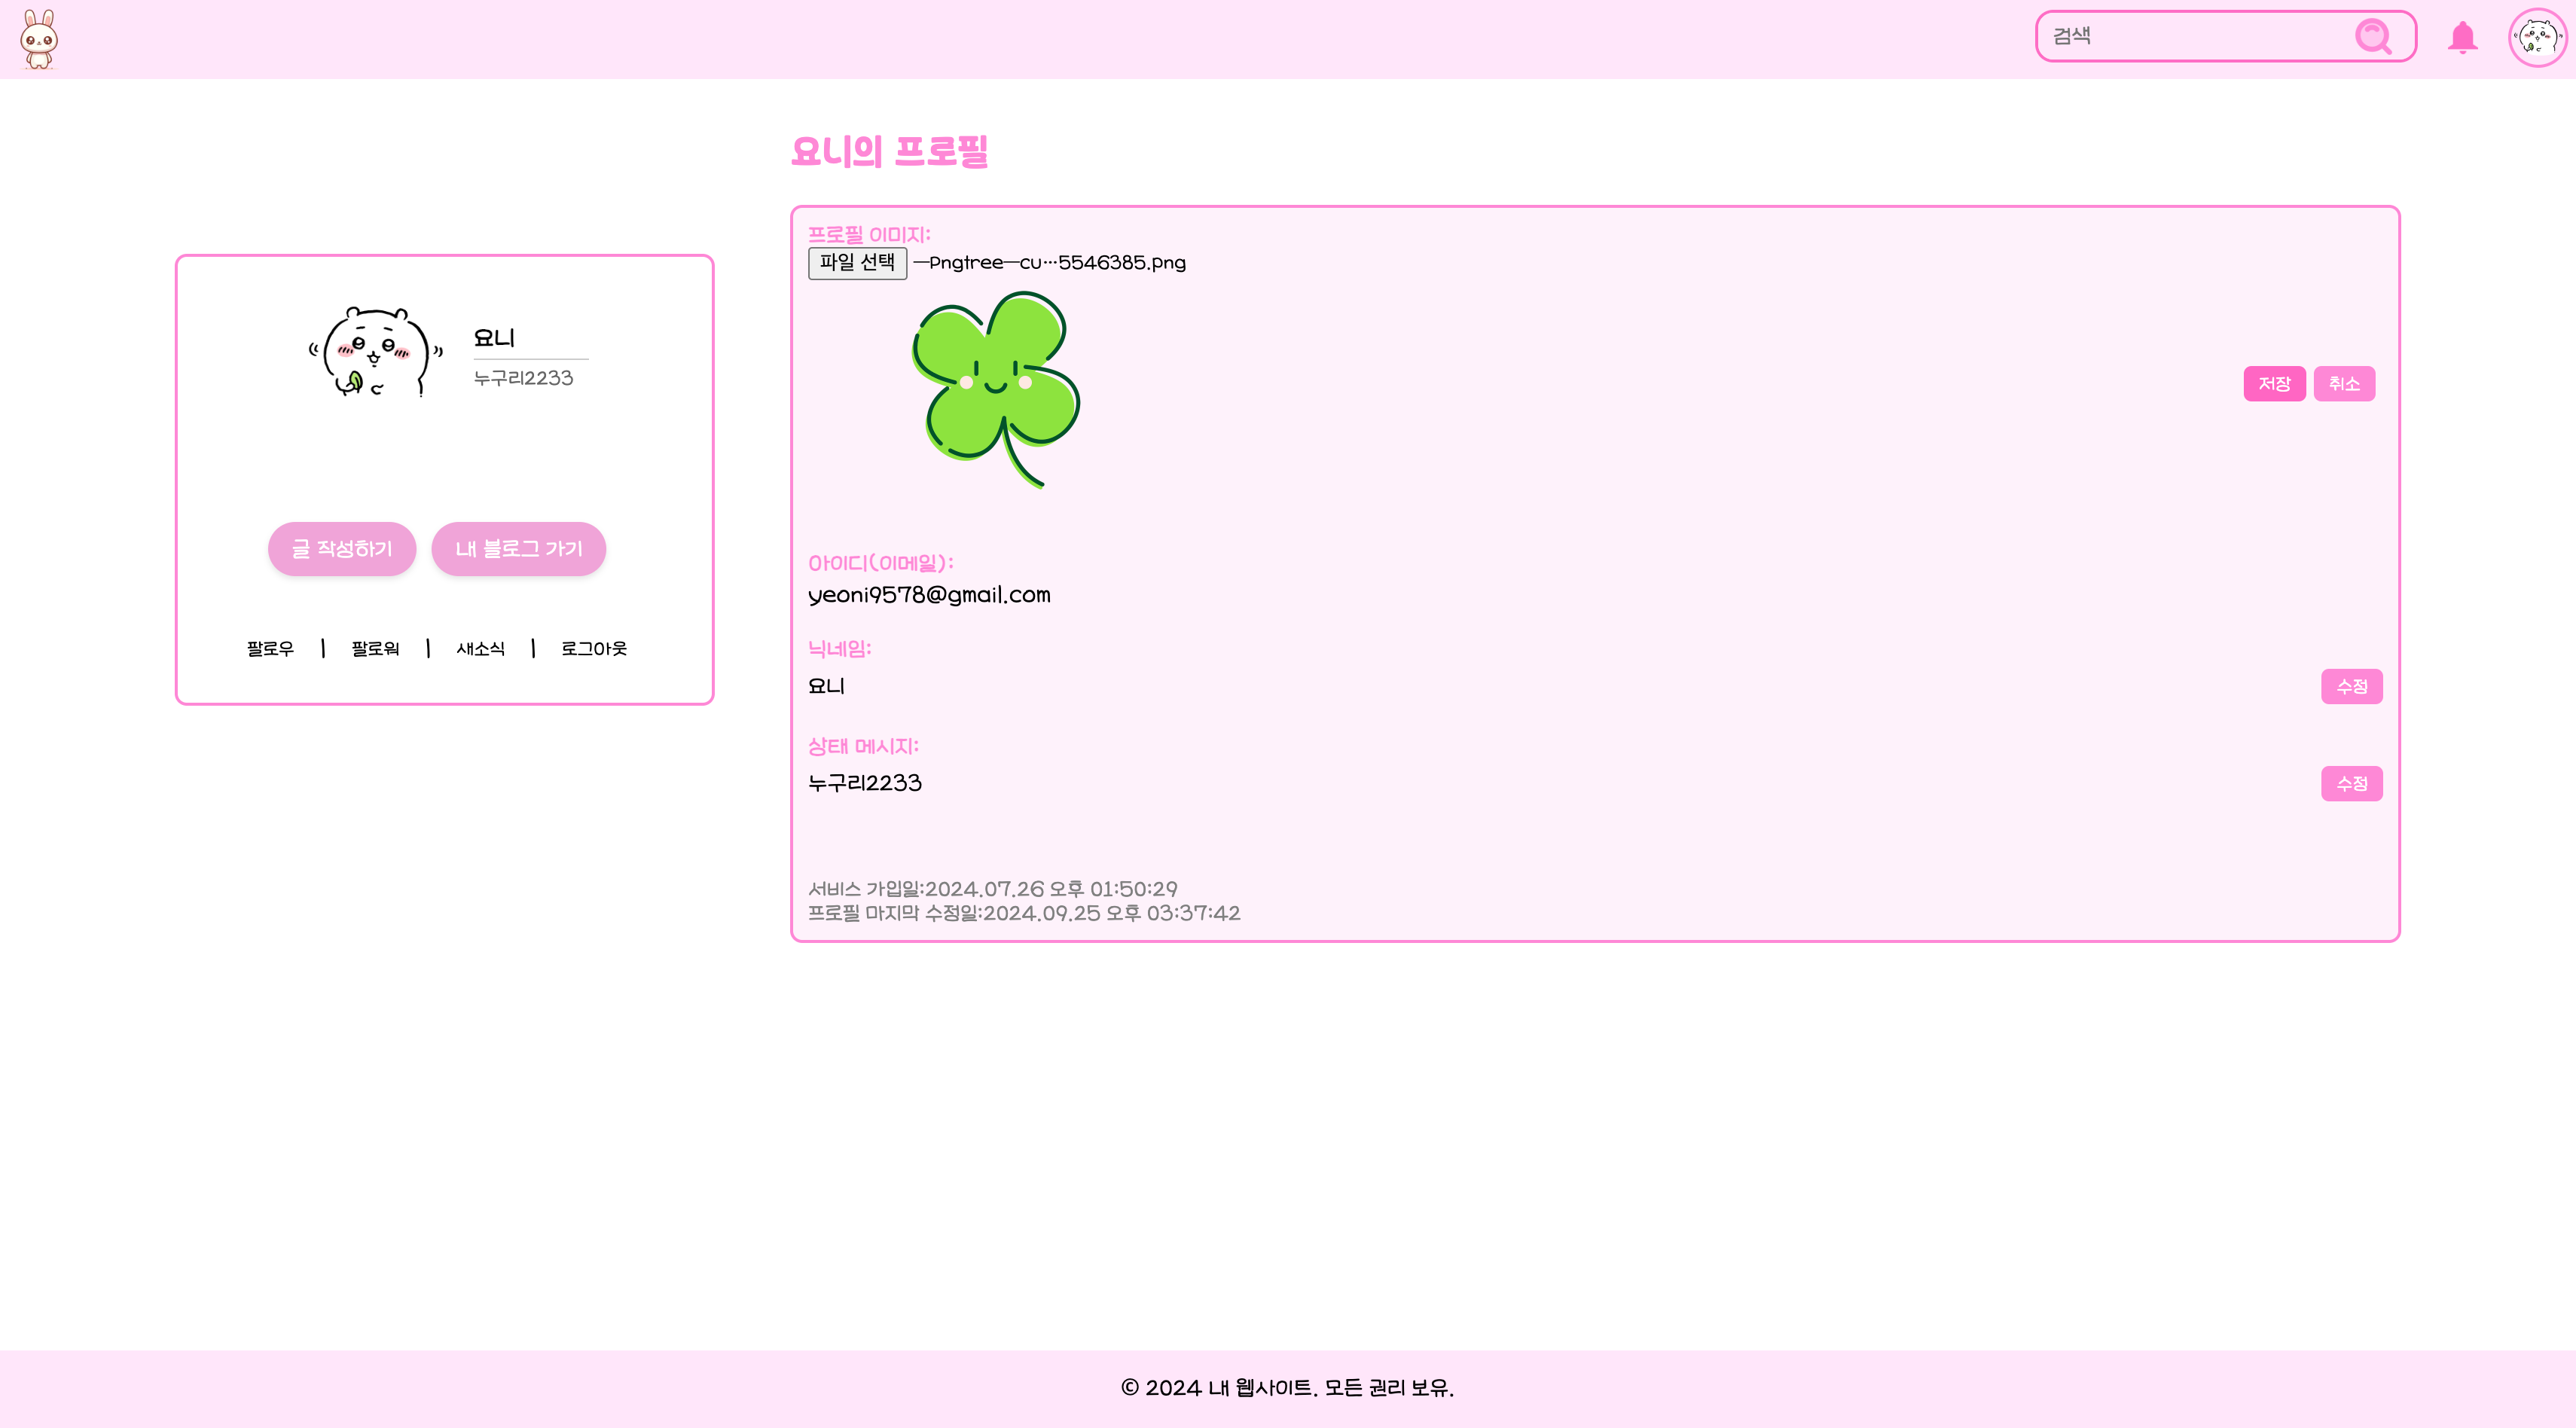 검색
요니의 프로필
요니
누구리2233
글 작성하기 내 블로그 가기
팔로우 | 팔로워 | 새소식 | 로그아웃
프로필 이미지:
파일 선택 —Pngtree—cu…5546385.png
저장 취소
아이디(이메일):
yeoni9578@gmail.com
닉네임:
요니 수정
상태 메시지:
누구리2233 수정
서비스 가입일:2024.07.26 오후 01:50:29
프로필 마지막 수정일:2024.09.25 오후 03:37:42
© 2024 내 웹사이트. 모든 권리 보유.